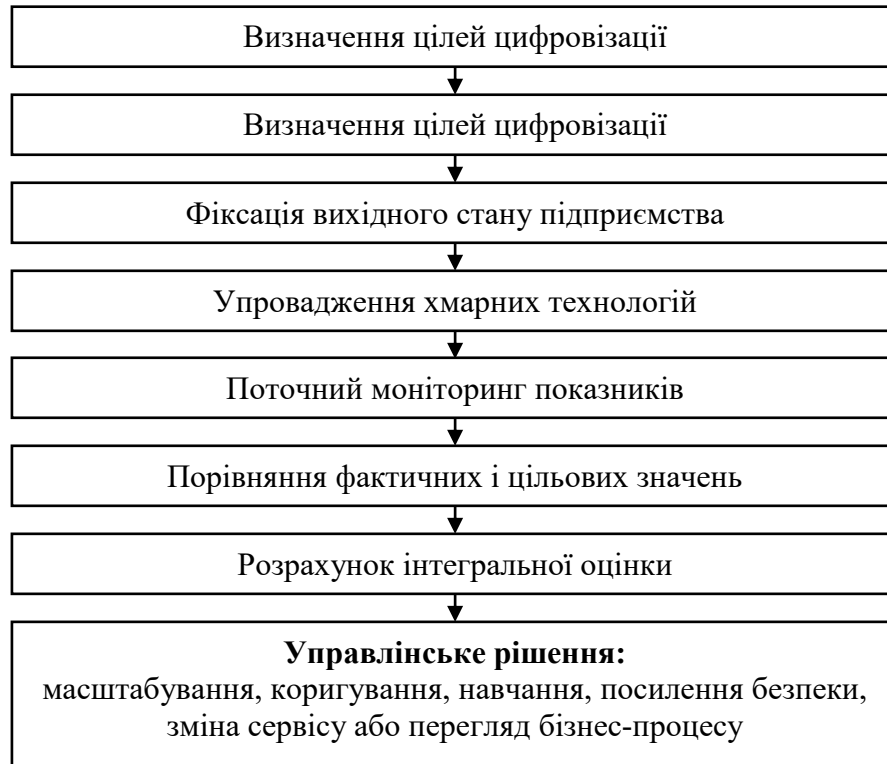 Визначення цілей цифровізації
Визначення цілей цифровізації
Фіксація вихідного стану підприємства
Упровадження хмарних технологій
Поточний моніторинг показників
Порівняння фактичних і цільових значень
Розрахунок інтегральної оцінки
Управлінське рішення:
масштабування, коригування, навчання, посилення безпеки,
зміна сервісу або перегляд бізнес-процесу